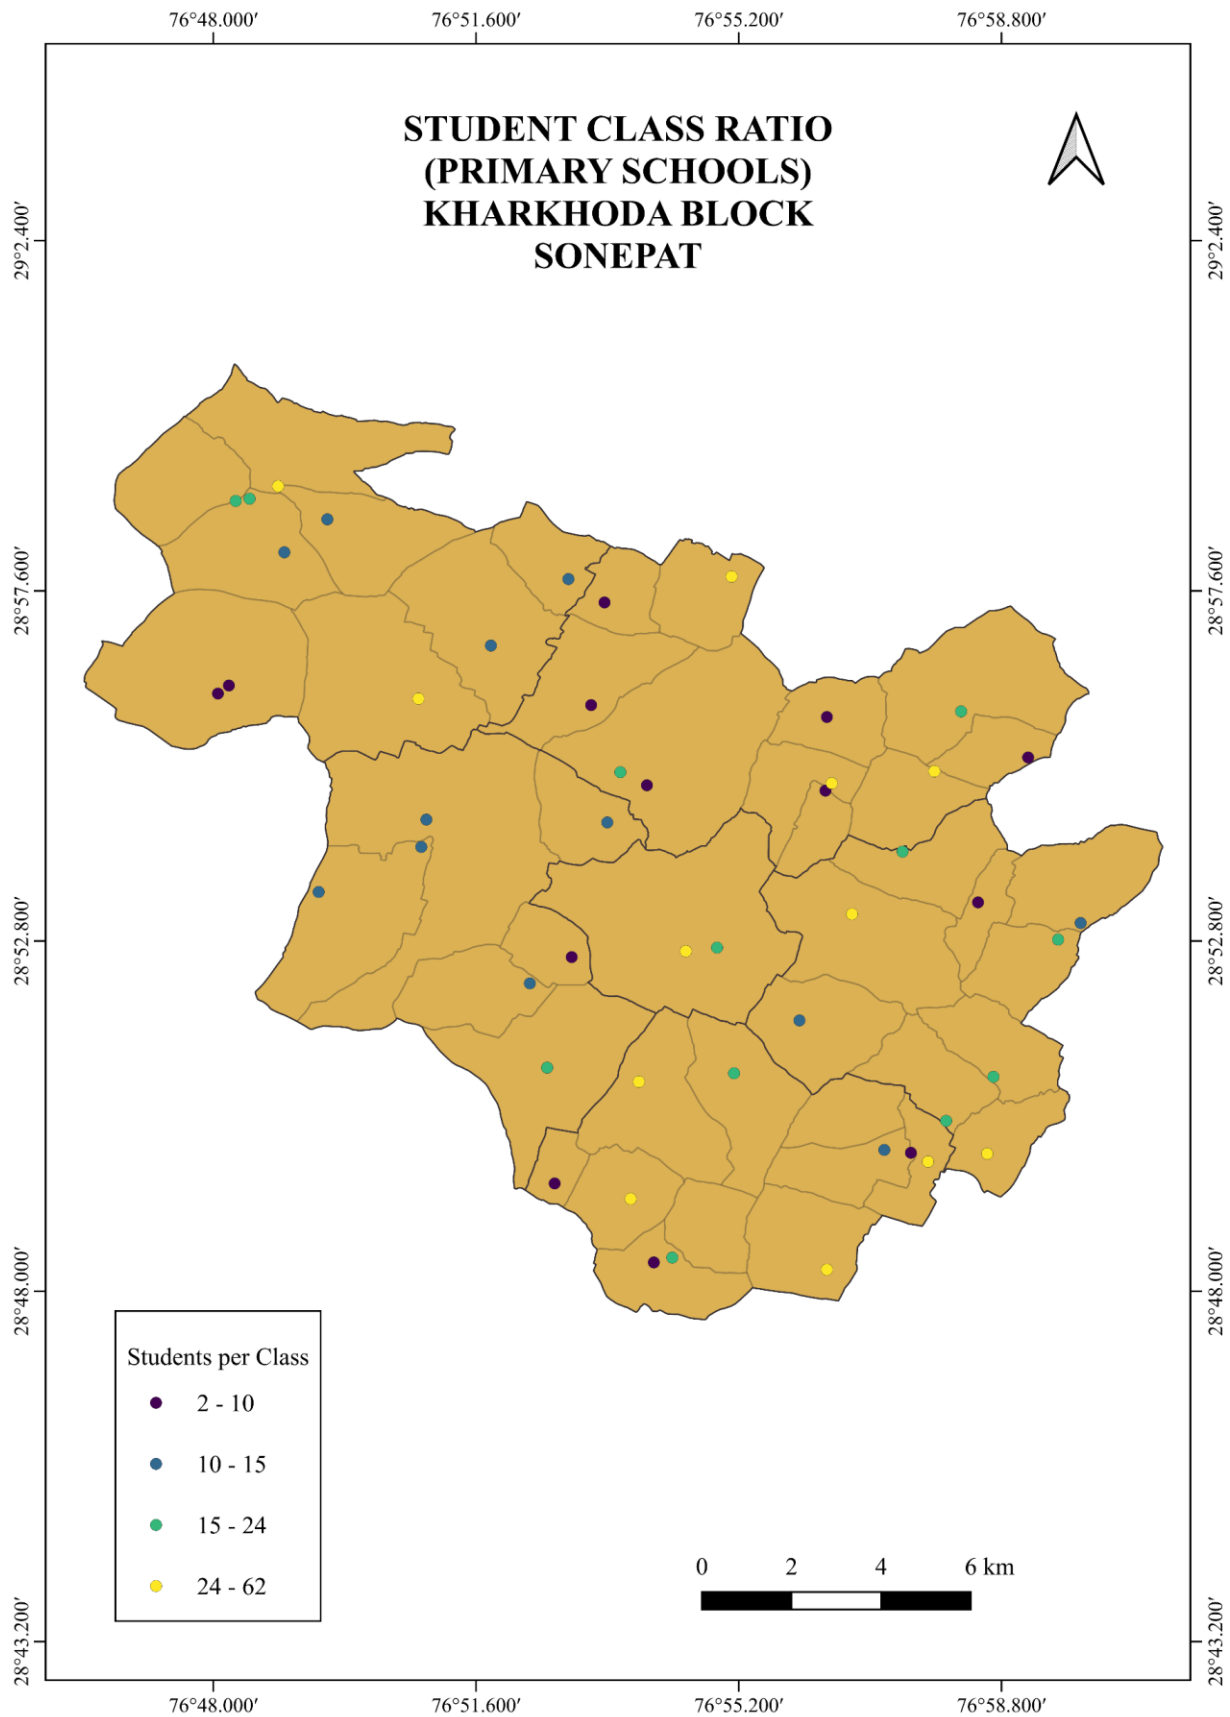 76°48.000′ 76°51.600′ 76°55.200′ 76°58.800′
STUDENT CLASS RATIO
(PRIMARY SCHOOLS)
KHARKHODA BLOCK
SONEPAT
29°2.400′ 29°2.400′
28°57.600′ 28°57.600′
28°52.800′ 28°52.800′
28°48.000′ 28°48.000′
Students per Class
2 - 10
10 - 15
15 - 24
24 - 62
0 2 4 6 km
28°43.200′ 28°43.200′
76°48.000′ 76°51.600′ 76°55.200′ 76°58.800′